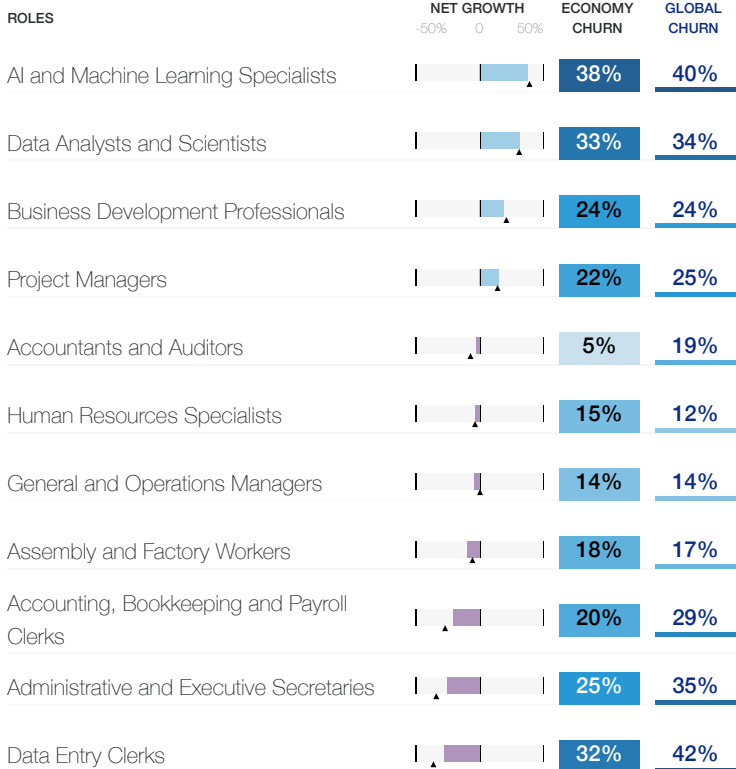 ROLES
NET GROWTH
-50% 0 50%
ECONOMY
CHURN
GLOBAL
CHURN
AI and Machine Learning Specialists 38% 40%
Data Analysts and Scientists 33% 34%
Business Development Professionals 24% 24%
Project Managers 22% 25%
Accountants and Auditors 5% 19%
Human Resources Specialists 15% 12%
General and Operations Managers 14% 14%
Assembly and Factory Workers 18% 17%
Accounting, Bookkeeping and Payroll
Clerks 20% 29%
Administrative and Executive Secretaries 25% 35%
Data Entry Clerks 32% 42%